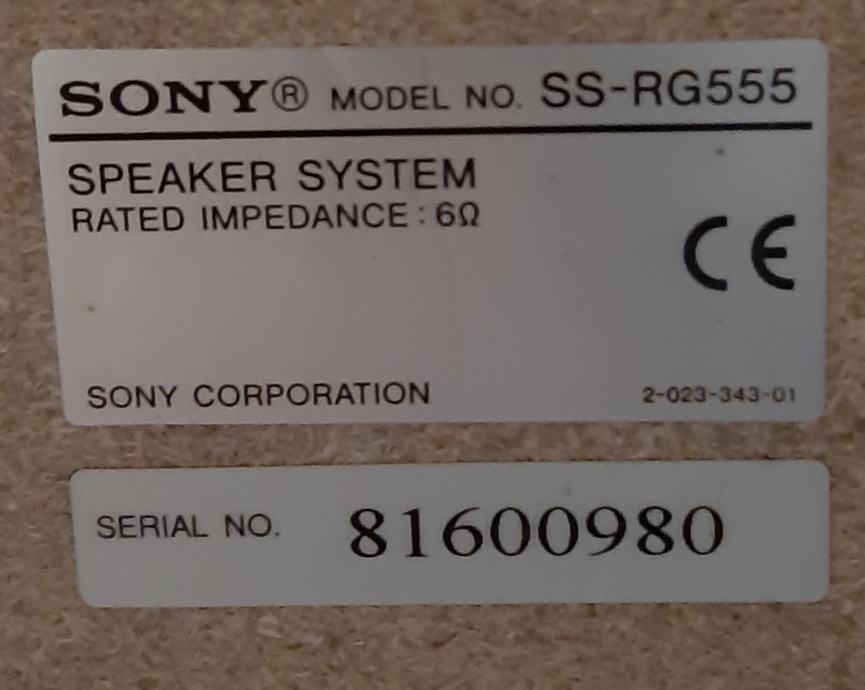 SONY® MODEL NO. SS-RG555
SPEAKER SYSTEM
RATED IMPEDANCE : 6Ω
CE
SONY CORPORATION 2-023-343-01
SERIAL NO. 81600980